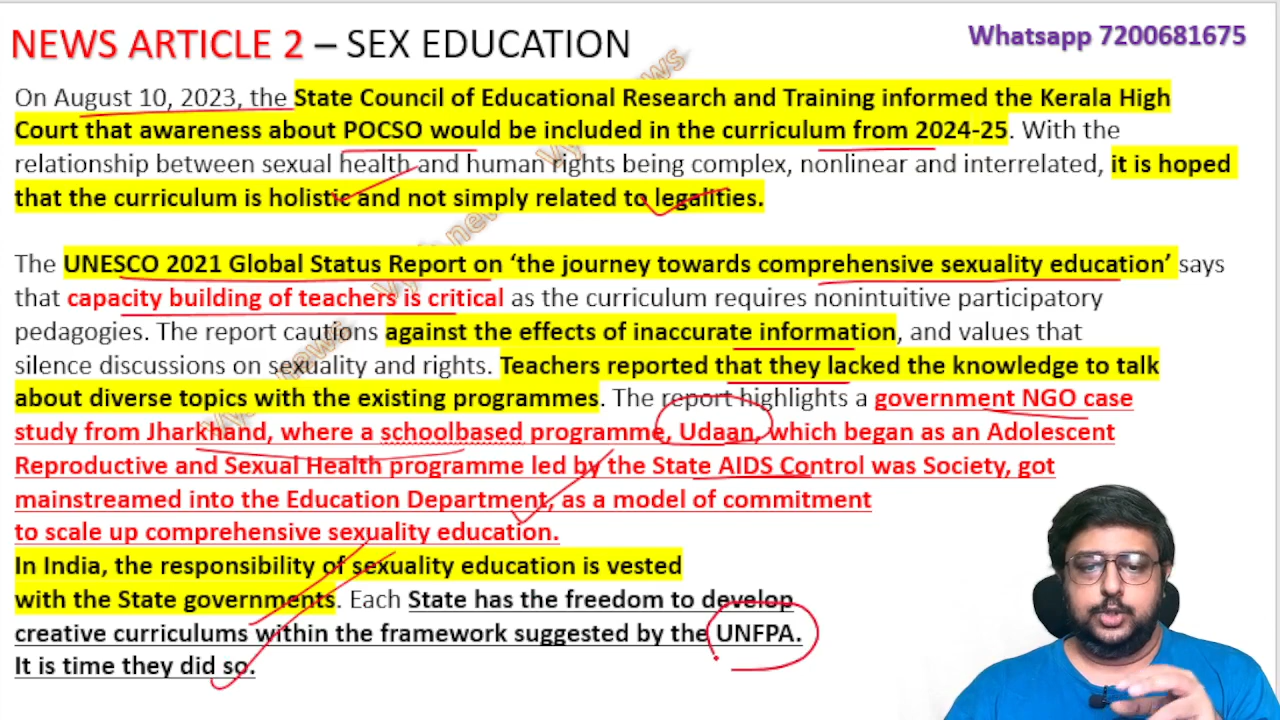 NEWS ARTICLE 2 – SEX EDUCATION
Whatsapp 7200681675
On August 10, 2023, the State Council of Educational Research and Training informed the Kerala High
Court that awareness about POCSO would be included in the curriculum from 2024-25. With the
relationship between sexual health and human rights being complex, nonlinear and interrelated, it is hoped
that the curriculum is holistic and not simply related to legalities.
The UNESCO 2021 Global Status Report on ‘the journey towards comprehensive sexuality education’ says
that capacity building of teachers is critical as the curriculum requires nonintuitive participatory
pedagogies. The report cautions against the effects of inaccurate information, and values that
silence discussions on sexuality and rights. Teachers reported that they lacked the knowledge to talk
about diverse topics with the existing programmes. The report highlights a government NGO case
study from Jharkhand, where a schoolbased programme, Udaan, which began as an Adolescent
Reproductive and Sexual Health programme led by the State AIDS Control was Society, got
mainstreamed into the Education Department, as a model of commitment
to scale up comprehensive sexuality education.
In India, the responsibility of sexuality education is vested
with the State governments. Each State has the freedom to develop
creative curriculums within the framework suggested by the UNFPA.
It is time they did so.